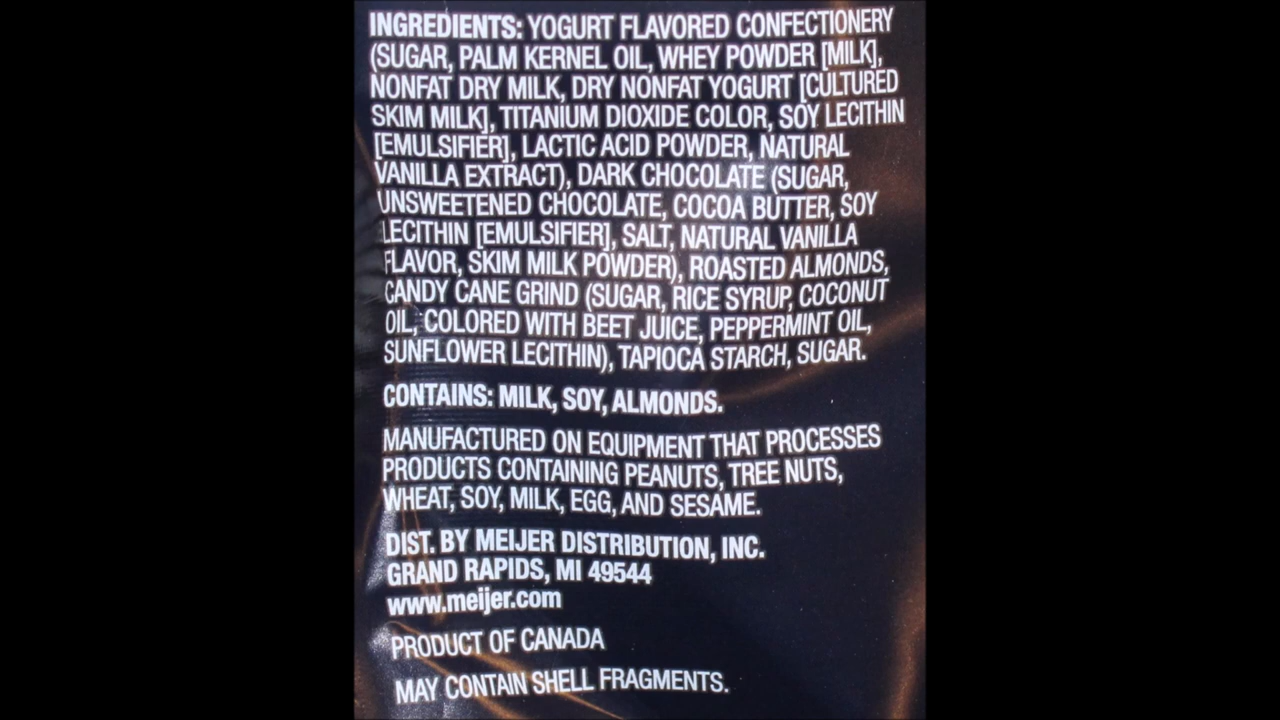 INGREDIENTS: YOGURT FLAVORED CONFECTIONERY
(SUGAR, PALM KERNEL OIL, WHEY POWDER [MILK],
NONFAT DRY MILK, DRY NONFAT YOGURT [CULTURED
SKIM MILK], TITANIUM DIOXIDE COLOR, SOY LECITHIN
[EMULSIFIER], LACTIC ACID POWDER, NATURAL
VANILLA EXTRACT), DARK CHOCOLATE (SUGAR,
UNSWEETENED CHOCOLATE, COCOA BUTTER, SOY
LECITHIN [EMULSIFIER], SALT, NATURAL VANILLA
FLAVOR, SKIM MILK POWDER), ROASTED ALMONDS,
CANDY CANE GRIND (SUGAR, RICE SYRUP, COCONUT
OIL, COLORED WITH BEET JUICE, PEPPERMINT OIL,
SUNFLOWER LECITHIN), TAPIOCA STARCH, SUGAR.
CONTAINS: MILK, SOY, ALMONDS.
MANUFACTURED ON EQUIPMENT THAT PROCESSES
PRODUCTS CONTAINING PEANUTS, TREE NUTS,
WHEAT, SOY, MILK, EGG, AND SESAME.
DIST. BY MEIJER DISTRIBUTION, INC.
GRAND RAPIDS, MI 49544
www.meijer.com
PRODUCT OF CANADA
MAY CONTAIN SHELL FRAGMENTS.